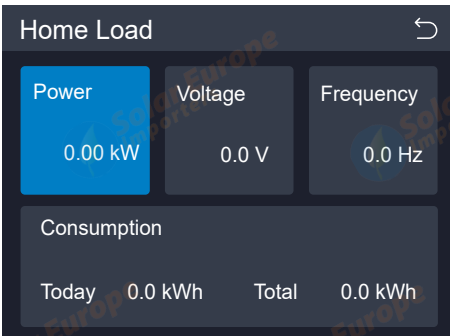 Home Load
Power Voltage Frequency
0.00 kW 0.0 V 0.0 Hz
Consumption
Today 0.0 kWh Total 0.0 kWh